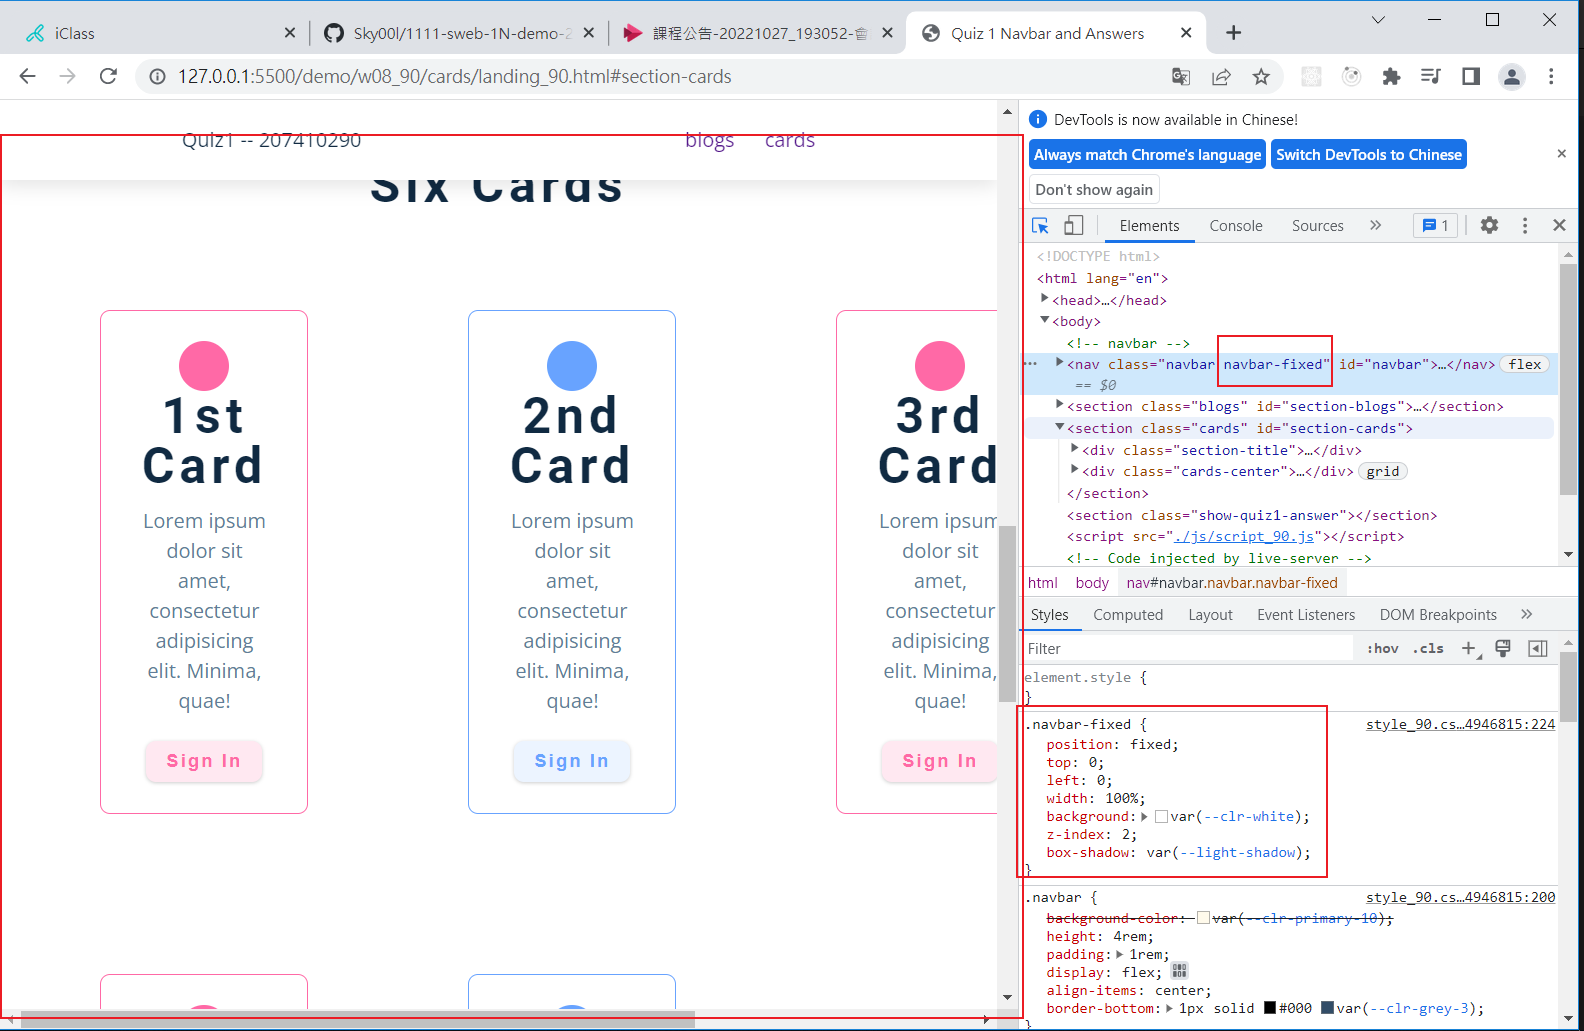 iClass
Sky00l/1111-sweb-1N-demo-2
課程公告-20221027_193052-會
Quiz 1 Navbar and Answers
127.0.0.1:5500/demo/w08_90/cards/landing_90.html#section-cards
Quiz1 -- 207410290
blogs
cards
Six Cards
1st
Card
Lorem ipsum
dolor sit
amet,
consectetur
adipisicing
elit. Minima,
quae!
Sign In
2nd
Card
Lorem ipsum
dolor sit
amet,
consectetur
adipisicing
elit. Minima,
quae!
Sign In
3rd
Card
Lorem ipsum
dolor sit
amet,
consectetur
adipisicing
elit. Minima,
quae!
Sign In
DevTools is now available in Chinese!
Always match Chrome's language
Switch DevTools to Chinese
Don't show again
Elements
Console
Sources
»
1
<!DOCTYPE html>
<html lang="en">
<head>…</head>
<body>
<!-- navbar -->
<nav class="navbar navbar-fixed" id="navbar">…</nav> flex
== $0
<section class="blogs" id="section-blogs">…</section>
<section class="cards" id="section-cards">
<div class="section-title">…</div>
<div class="cards-center">…</div> grid
</section>
<section class="show-quiz1-answer"></section>
<script src="./js/script_90.js"></script>
<!-- Code injected by live-server -->
html body nav#navbar.navbar.navbar-fixed
Styles
Computed
Layout
Event Listeners
DOM Breakpoints
»
Filter
:hov .cls
element.style {
}
.navbar-fixed { style_90.cs…4946815:224
position: fixed;
top: 0;
left: 0;
width: 100%;
background: var(--clr-white);
z-index: 2;
box-shadow: var(--light-shadow);
}
.navbar { style_90.cs…4946815:200
background-color: var(--clr-primary-10);
height: 4rem;
padding: 1rem;
display: flex;
align-items: center;
border-bottom: 1px solid #000 var(--clr-grey-3);
}